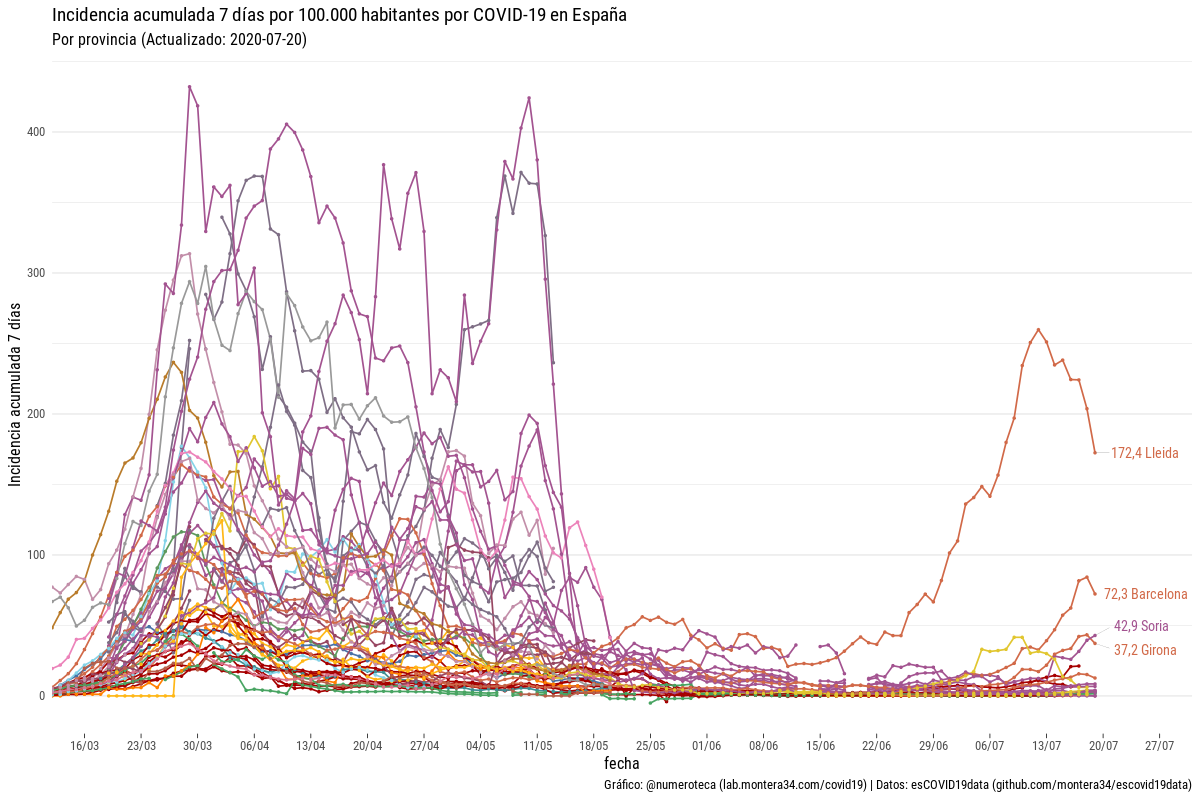 Incidencia acumulada 7 días por 100.000 habitantes por COVID-19 en España
Por provincia (Actualizado: 2020-07-20)
Incidencia acumulada 7 días
400
300
200
100
0
172,4 Lleida
72,3 Barcelona
42,9 Soria
37,2 Girona
16/03 23/03 30/03 06/04 13/04 20/04 27/04 04/05 11/05 18/05 25/05 01/06 08/06 15/06 22/06 29/06 06/07 13/07 20/07 27/07
fecha
Gráfico: @numeroteca (lab.montera34.com/covid19) | Datos: esCOVID19data (github.com/montera34/escovid19data)